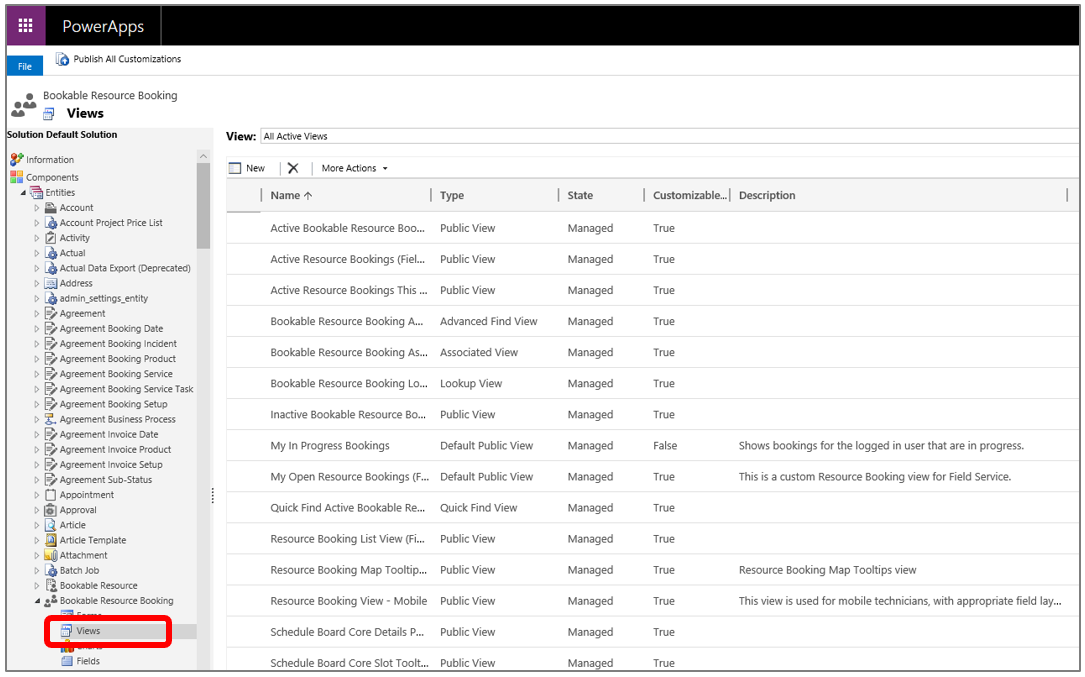 PowerApps
File
Publish All Customizations
Bookable Resource Booking
Views
Solution Default Solution
Information
Components
Entities
Account
Account Project Price List
Activity
Actual
Actual Data Export (Deprecated)
Address
admin_settings_entity
Agreement
Agreement Booking Date
Agreement Booking Incident
Agreement Booking Product
Agreement Booking Service
Agreement Booking Service Task
Agreement Booking Setup
Agreement Business Process
Agreement Invoice Date
Agreement Invoice Product
Agreement Invoice Setup
Agreement Sub-Status
Appointment
Approval
Article
Article Template
Attachment
Batch Job
Bookable Resource
Bookable Resource Booking
Forms
Views
Charts
Fields
View: All Active Views
New More Actions
Name Type State Customizable... Description
Active Bookable Resource Boo... Public View Managed True
Active Resource Bookings (Fiel... Public View Managed True
Active Resource Bookings This ... Public View Managed True
Bookable Resource Booking A... Advanced Find View Managed True
Bookable Resource Booking As... Associated View Managed True
Bookable Resource Booking Lo... Lookup View Managed True
Inactive Bookable Resource Bo... Public View Managed True
My In Progress Bookings Default Public View Managed False Shows bookings for the logged in user that are in progress.
My Open Resource Bookings (F... Default Public View Managed True This is a custom Resource Booking view for Field Service.
Quick Find Active Bookable Re... Quick Find View Managed True
Resource Booking List View (Fi... Public View Managed True
Resource Booking Map Tooltip... Public View Managed True Resource Booking Map Tooltips view
Resource Booking View - Mobile Public View Managed True This view is used for mobile technicians, with appropriate field lay...
Schedule Board Core Details P... Public View Managed True
Schedule Board Core Slot Toolt... Public View Managed True